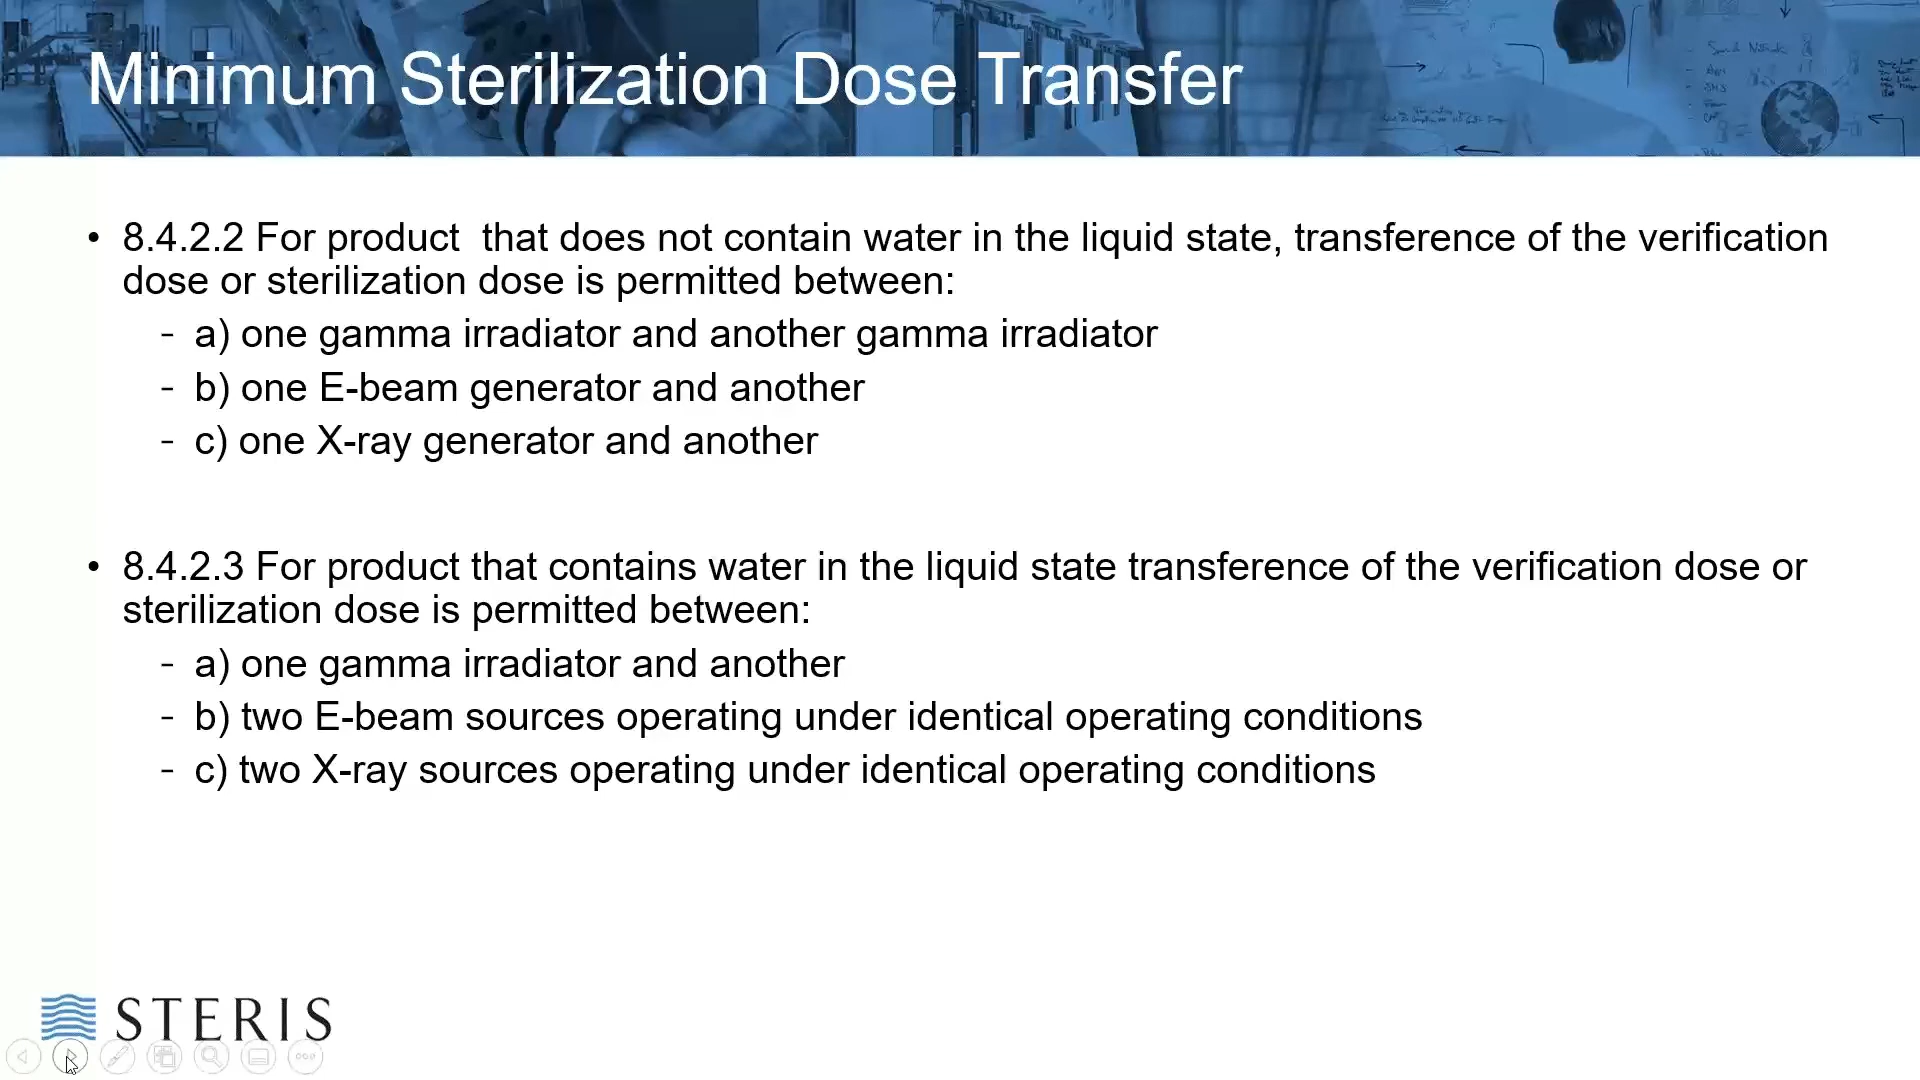 Minimum Sterilization Dose Transfer
• 8.4.2.2 For product  that does not contain water in the liquid state, transference of the verification
dose or sterilization dose is permitted between:
- a) one gamma irradiator and another gamma irradiator
- b) one E-beam generator and another
- c) one X-ray generator and another
• 8.4.2.3 For product that contains water in the liquid state transference of the verification dose or
sterilization dose is permitted between:
- a) one gamma irradiator and another
- b) two E-beam sources operating under identical operating conditions
- c) two X-ray sources operating under identical operating conditions
STERIS